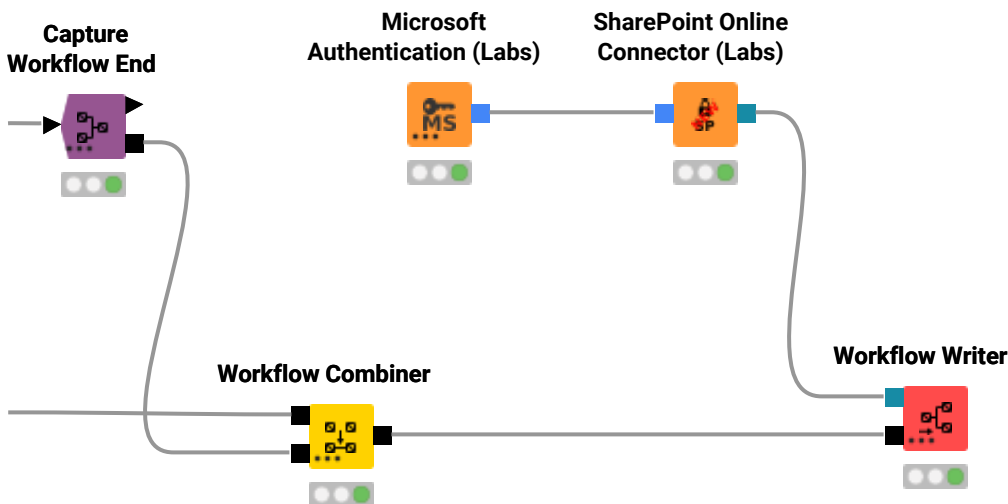 Capture
Workflow End
Microsoft
Authentication (Labs)
SharePoint Online
Connector (Labs)
MS
SP
Workflow Combiner
Workflow Writer